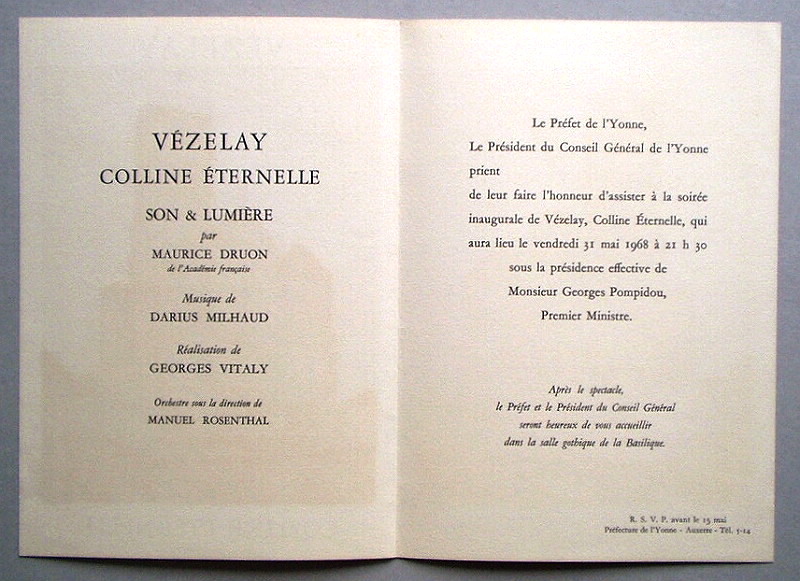 VÉZELAY
COLLINE ÉTERNELLE
SON & LUMIÈRE
par
MAURICE DRUON
de l'Académie française
Musique de
DARIUS MILHAUD
Réalisation de
GEORGES VITALY
Orchestre sous la direction de
MANUEL ROSENTHAL
Le Préfet de l'Yonne,
Le Président du Conseil Général de l'Yonne
prient
de leur faire l'honneur d'assister à la soirée
inaugurale de Vézelay, Colline Éternelle, qui
aura lieu le vendredi 31 mai 1968 à 21 h 30
sous la présidence effective de
Monsieur Georges Pompidou,
Premier Ministre.
Après le spectacle,
le Préfet et le Président du Conseil Général
seront heureux de vous accueillir
dans la salle gothique de la Basilique.
R. S. V. P. avant le 15 mai
Préfecture de l'Yonne - Auxerre - Tél. 5-14